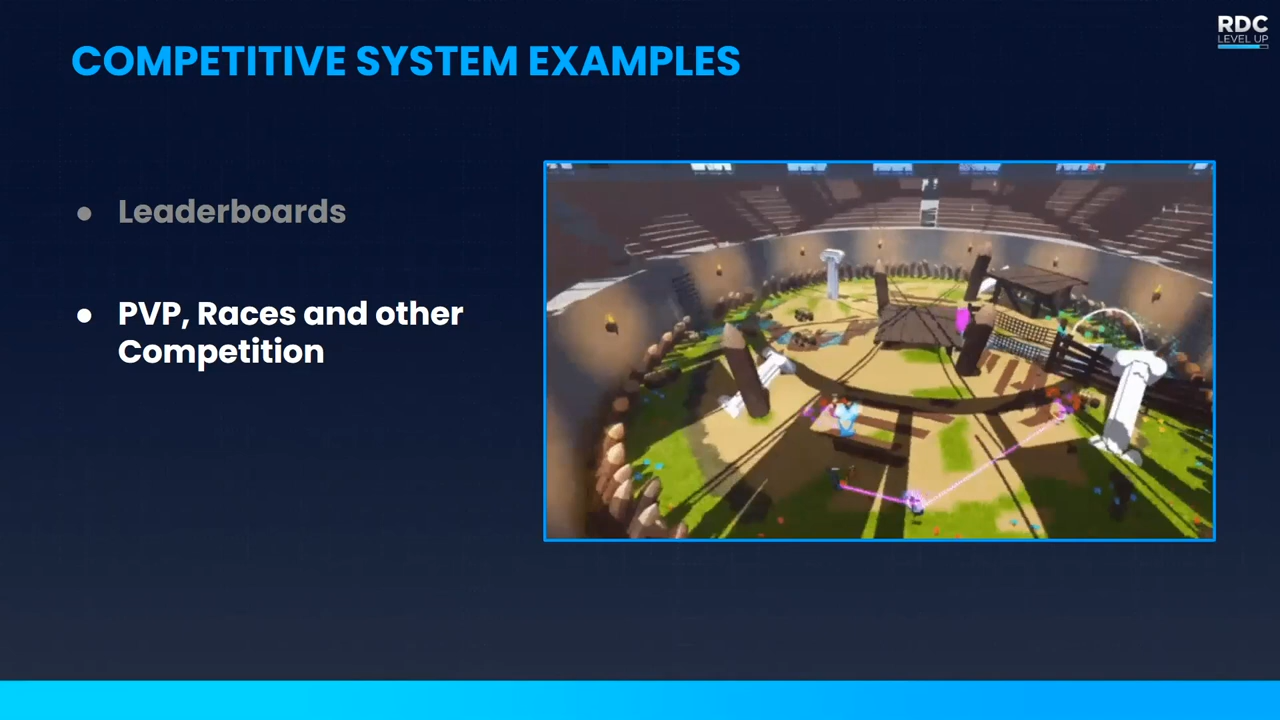 RDC
LEVEL UP
COMPETITIVE SYSTEM EXAMPLES
● Leaderboards
● PVP, Races and other
Competition